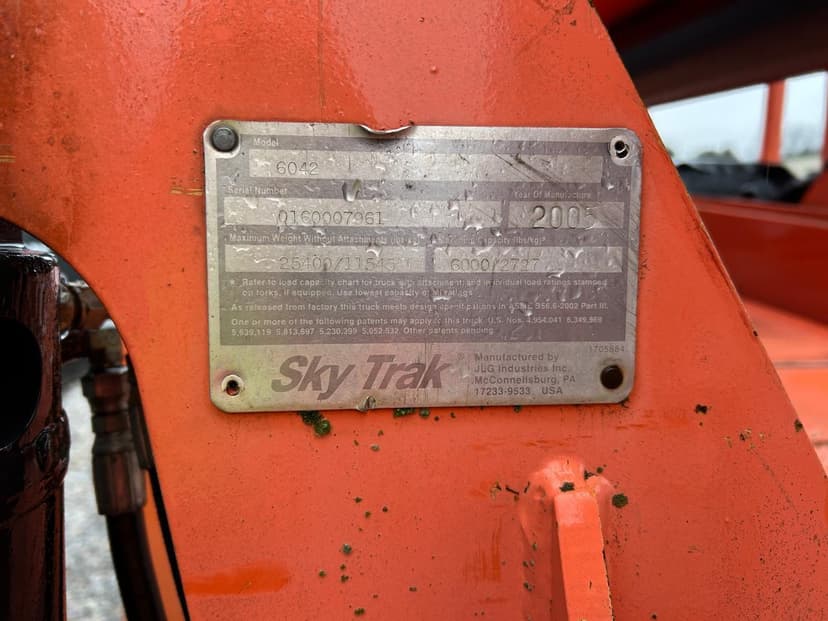 Model
6042
Serial Number Year Of Manufacture
0160007961 2005
Maximum Weight Without Attachments Capacity (lbs/kg)*
25400/11545 6000/2727
* Refer to load capacity chart for truck with attachment, and individual load ratings stamped
on forks, if equipped. Use lowest capacity of all ratings.
As released from factory this truck meets design specifications in B56.6-2002 Part III.
One or more of the following patents may apply to this truck. U.S. Nos. 4,954,041 6,349,969
5,639,119 5,813,697 5,230,399 5,052,832 Other patents pending.
1705884
Sky Trak
Manufactured by
JLG Industries Inc.
McConnellsburg, PA
17233-9533 USA